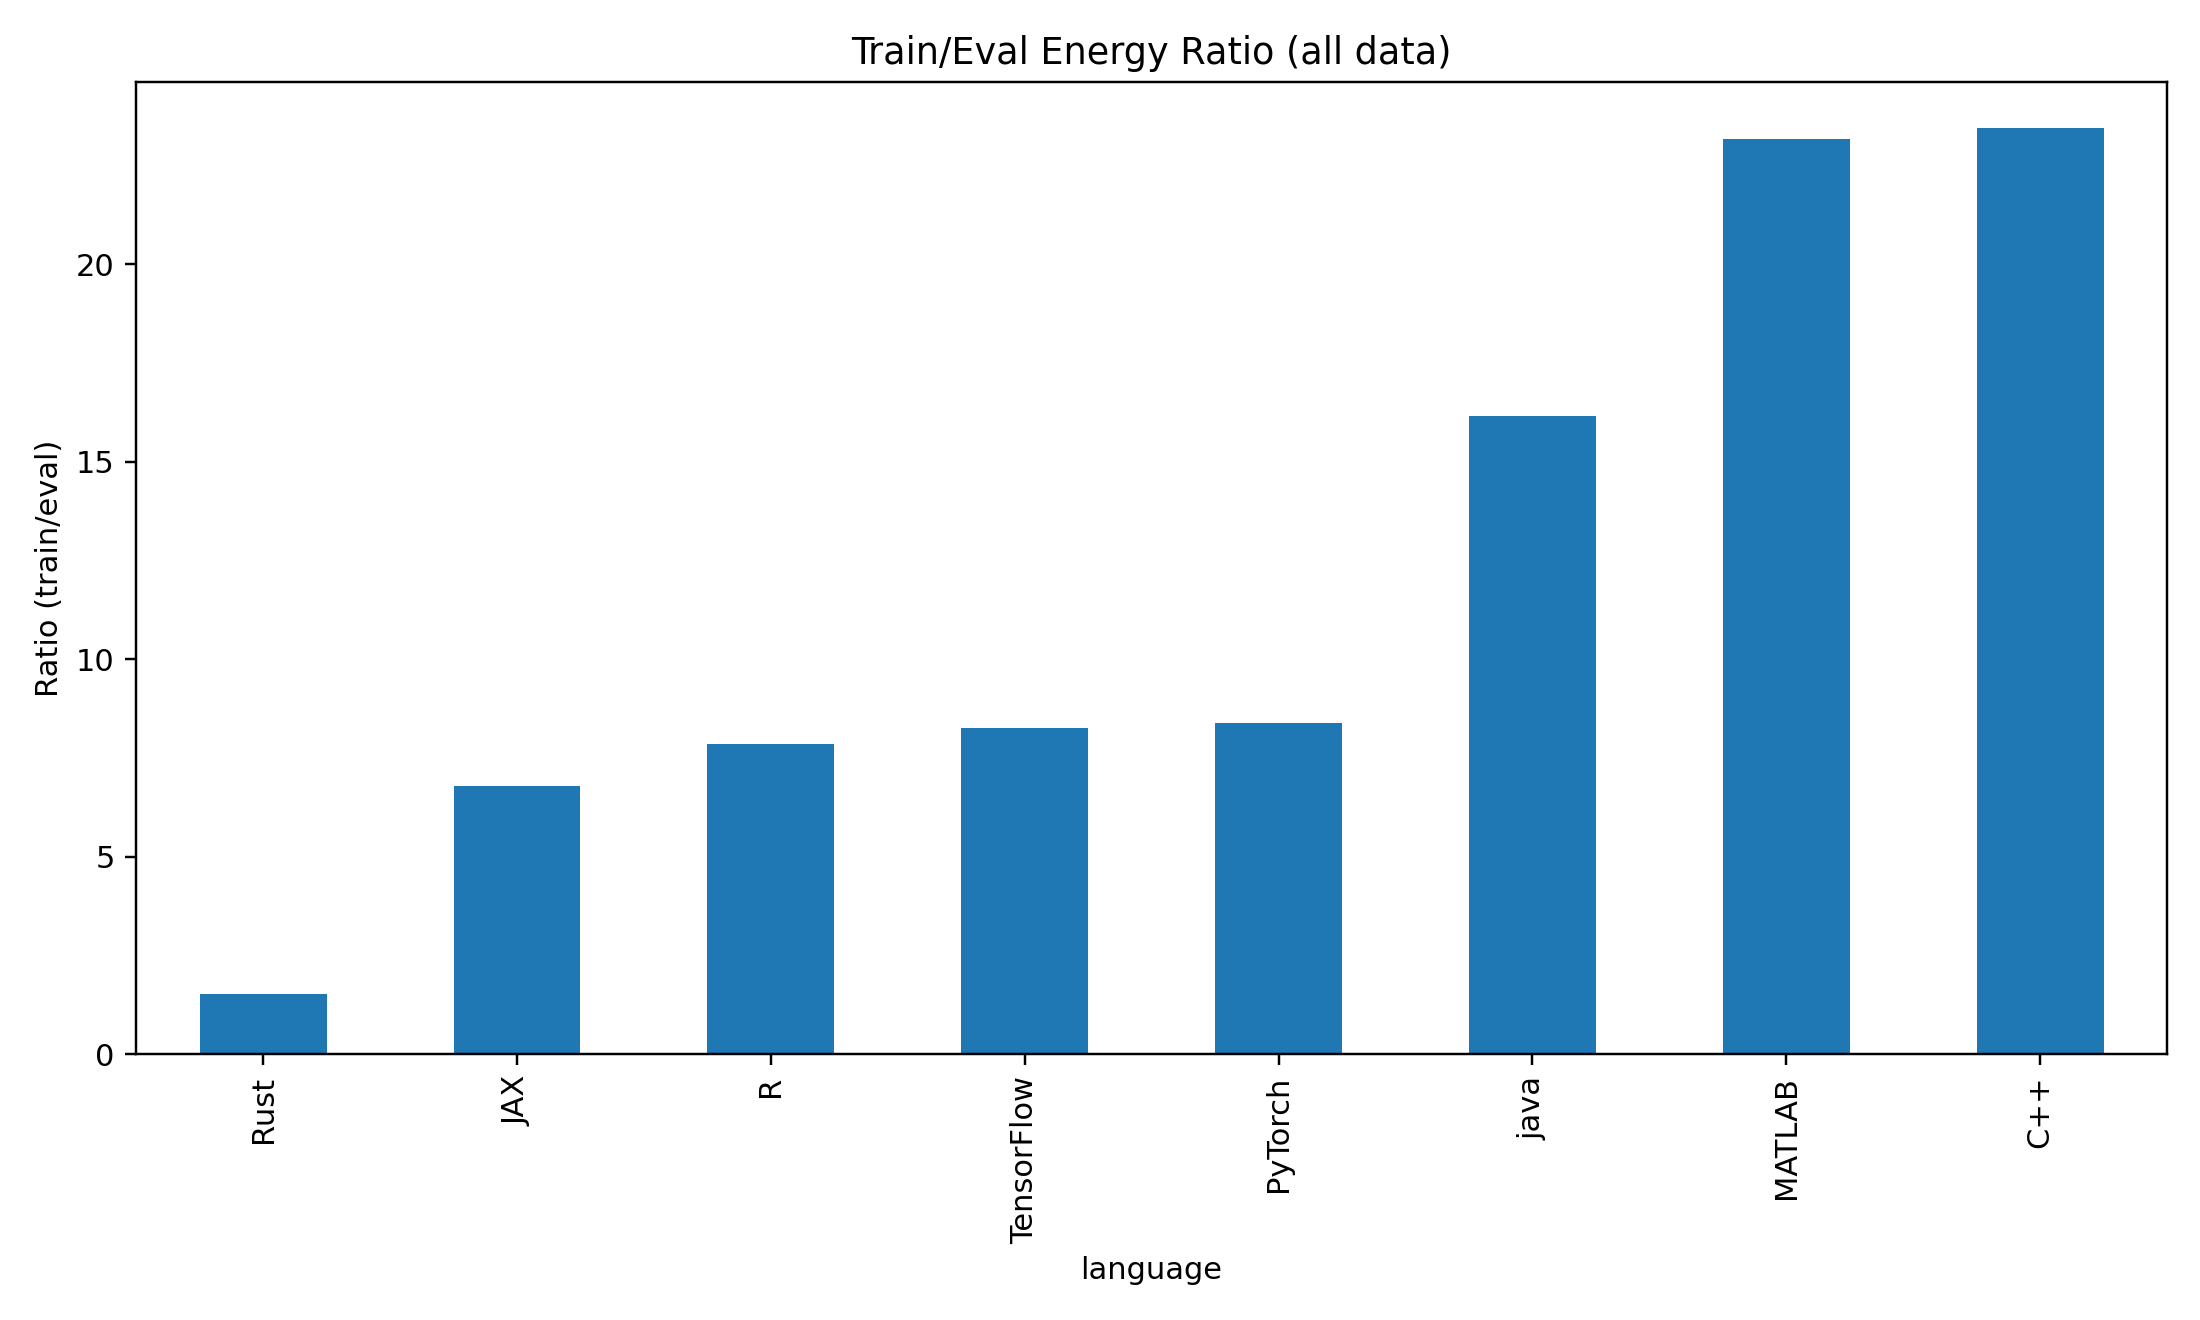 Train/Eval Energy Ratio (all data)
Ratio (train/eval)
20
15
10
5
0
Rust
JAX
R
TensorFlow
PyTorch
java
MATLAB
C++
language